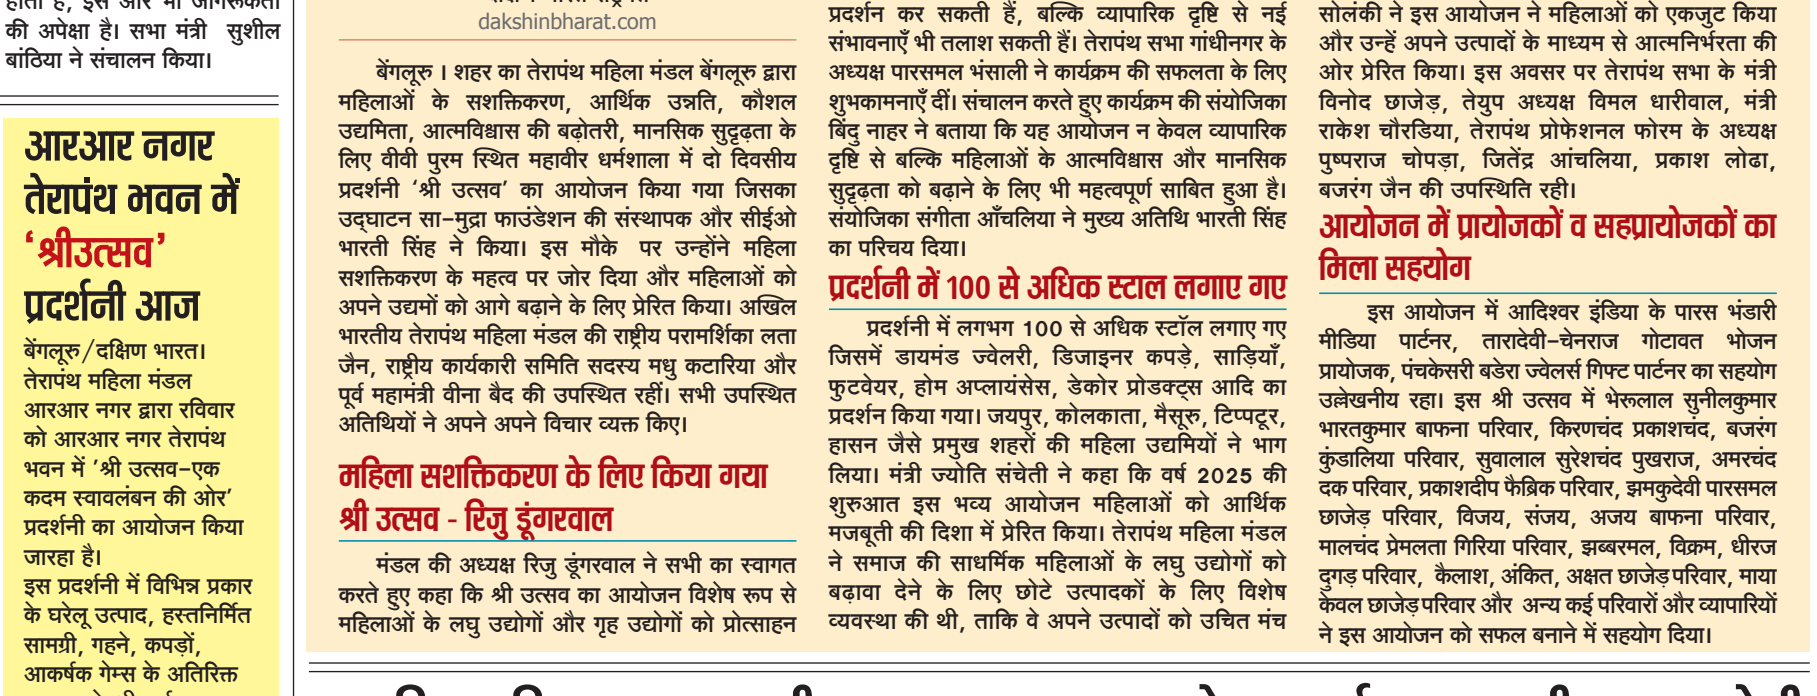 की अपेक्षा है। सभा मंत्री सुशील
बांठिया ने संचालन किया।
आरआर नगर
तेरापंथ भवन में
‘श्रीउत्सव’
प्रदर्शनी आज
बेंगलूरु/दक्षिण भारत।
तेरापंथ महिला मंडल
आरआर नगर द्वारा रविवार
को आरआर नगर तेरापंथ
भवन में ’श्री उत्सव-एक
कदम स्वावलंबन की ओर’
प्रदर्शनी का आयोजन किया
जारहा है।
इस प्रदर्शनी में विभिन्न प्रकार
के घरेलू उत्पाद, हस्तनिर्मित
सामग्री, गहने, कपड़ों,
आकर्षक गेम्स के अतिरिक्त
dakshinbharat.com
बेंगलूरु । शहर का तेरापंथ महिला मंडल बेंगलूरु द्वारा
महिलाओं के सशक्तिकरण, आर्थिक उन्नति, कौशल
उद्यमिता, आत्मविश्वास की बढ़ोतरी, मानसिक सुदृढ़ता के
लिए वीवी पुरम स्थित महावीर धर्मशाला में दो दिवसीय
प्रदर्शनी ‘श्री उत्सव’ का आयोजन किया गया जिसका
उद्घाटन सा-मुद्रा फाउंडेशन की संस्थापक और सीईओ
भारती सिंह ने किया। इस मौके पर उन्होंने महिला
सशक्तिकरण के महत्व पर जोर दिया और महिलाओं को
अपने उद्यमों को आगे बढ़ाने के लिए प्रेरित किया। अखिल
भारतीय तेरापंथ महिला मंडल की राष्ट्रीय परामर्शिका लता
जैन, राष्ट्रीय कार्यकारी समिति सदस्य मधु कटारिया और
पूर्व महामंत्री वीना बैद की उपस्थित रहीं। सभी उपस्थित
अतिथियों ने अपने अपने विचार व्यक्त किए।
महिला सशक्तिकरण के लिए किया गया
श्री उत्सव - रिजु डूंगरवाल
मंडल की अध्यक्ष रिजु डूंगरवाल ने सभी का स्वागत
करते हुए कहा कि श्री उत्सव का आयोजन विशेष रूप से
महिलाओं के लघु उद्योगों और गृह उद्योगों को प्रोत्साहन
प्रदर्शन कर सकती हैं, बल्कि व्यापारिक दृष्टि से नई
संभावनाएँ भी तलाश सकती हैं। तेरापंथ सभा गांधीनगर के
अध्यक्ष पारसमल भंसाली ने कार्यक्रम की सफलता के लिए
शुभकामनाएँ दीं। संचालन करते हुए कार्यक्रम की संयोजिका
बिंदु नाहर ने बताया कि यह आयोजन न केवल व्यापारिक
दृष्टि से बल्कि महिलाओं के आत्मविश्वास और मानसिक
सुदृढ़ता को बढ़ाने के लिए भी महत्वपूर्ण साबित हुआ है।
संयोजिका संगीता आँचलिया ने मुख्य अतिथि भारती सिंह
का परिचय दिया।
प्रदर्शनी में 100 से अधिक स्टाल लगाए गए
प्रदर्शनी में लगभग 100 से अधिक स्टॉल लगाए गए
जिसमें डायमंड ज्वेलरी, डिजाइनर कपड़े, साड़ियाँ,
फुटवेयर, होम अप्लायंसेस, डेकोर प्रोडक्ट्स आदि का
प्रदर्शन किया गया। जयपुर, कोलकाता, मैसूरु, टिप्पटूर,
हासन जैसे प्रमुख शहरों की महिला उद्यमियों ने भाग
लिया। मंत्री ज्योति संचेती ने कहा कि वर्ष 2025 की
शुरुआत इस भव्य आयोजन महिलाओं को आर्थिक
मजबूती की दिशा में प्रेरित किया। तेरापंथ महिला मंडल
ने समाज की साधर्मिक महिलाओं के लघु उद्योगों को
बढ़ावा देने के लिए छोटे उत्पादकों के लिए विशेष
व्यवस्था की थी, ताकि वे अपने उत्पादों को उचित मंच
सोलंकी ने इस आयोजन ने महिलाओं को एकजुट किया
और उन्हें अपने उत्पादों के माध्यम से आत्मनिर्भरता की
ओर प्रेरित किया। इस अवसर पर तेरापंथ सभा के मंत्री
विनोद छाजेड़, तेयुप अध्यक्ष विमल धारीवाल, मंत्री
राकेश चौरडिया, तेरापंथ प्रोफेशनल फोरम के अध्यक्ष
पुष्पराज चोपड़ा, जितेंद्र आंचलिया, प्रकाश लोढा,
बजरंग जैन की उपस्थिति रही।
आयोजन में प्रायोजकों व सहप्रायोजकों का
मिला सहयोग
इस आयोजन में आदिश्वर इंडिया के पारस भंडारी
मीडिया पार्टनर, तारादेवी-चेनराज गोटावत भोजन
प्रायोजक, पंचकेसरी बडेरा ज्वेलर्स गिफ्ट पार्टनर का सहयोग
उल्लेखनीय रहा। इस श्री उत्सव में भेरूलाल सुनीलकुमार
भारतकुमार बाफना परिवार, किरणचंद प्रकाशचंद, बजरंग
कुंडालिया परिवार, सुवालाल सुरेशचंद पुखराज, अमरचंद
दक परिवार, प्रकाशदीप फैब्रिक परिवार, झमकुदेवी पारसमल
छाजेड़ परिवार, विजय, संजय, अजय बाफना परिवार,
मालचंद प्रेमलता गिरिया परिवार, झब्बरमल, विक्रम, धीरज
दुगड़ परिवार, कैलाश, अंकित, अक्षत छाजेड़ परिवार, माया
केवल छाजेड़ परिवार और अन्य कई परिवारों और व्यापारियों
ने इस आयोजन को सफल बनाने में सहयोग दिया।